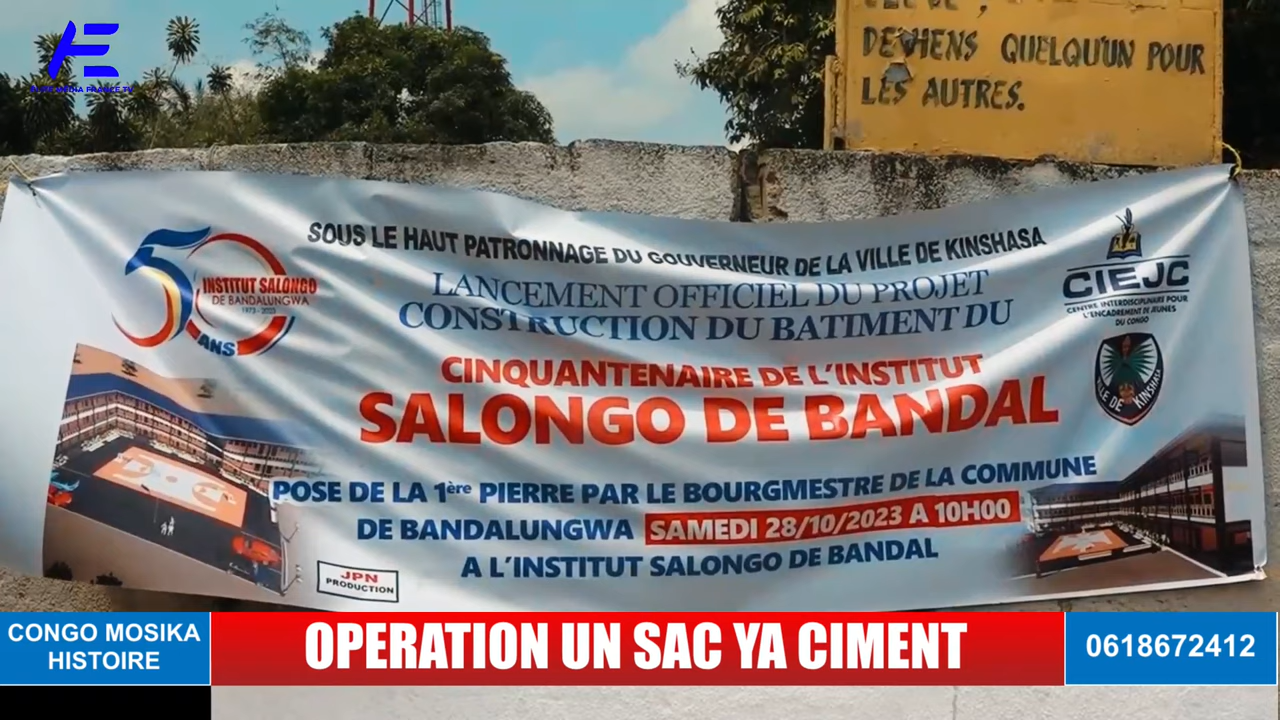 DEVIENS QUELQU'UN POUR
LES AUTRES.
SOUS LE HAUT PATRONNAGE DU GOUVERNEUR DE LA VILLE DE KINSHASA
LANCEMENT OFFICIEL DU PROJET
CONSTRUCTION DU BATIMENT DU
CINQUANTENAIRE DE L'INSTITUT
SALONGO DE BANDAL
POSE DE LA 1ère PIERRE PAR LE BOURGMESTRE DE LA COMMUNE
DE BANDALUNGWA SAMEDI 28/10/2023 A 10H00
A L'INSTITUT SALONGO DE BANDAL
50
INSTITUT SALONGO
DE BANDALUNGWA
1973 - 2023
ANS
CIEJC
CENTRE INTERDISCIPLINAIRE POUR
L'ENCADREMENT DE JEUNES
DU CONGO
VILLE DE KINSHASA
JPN
PRODUCTION
CONGO MOSIKA
HISTOIRE
OPERATION UN SAC YA CIMENT
0618672412
MEDIA FRANCE TV